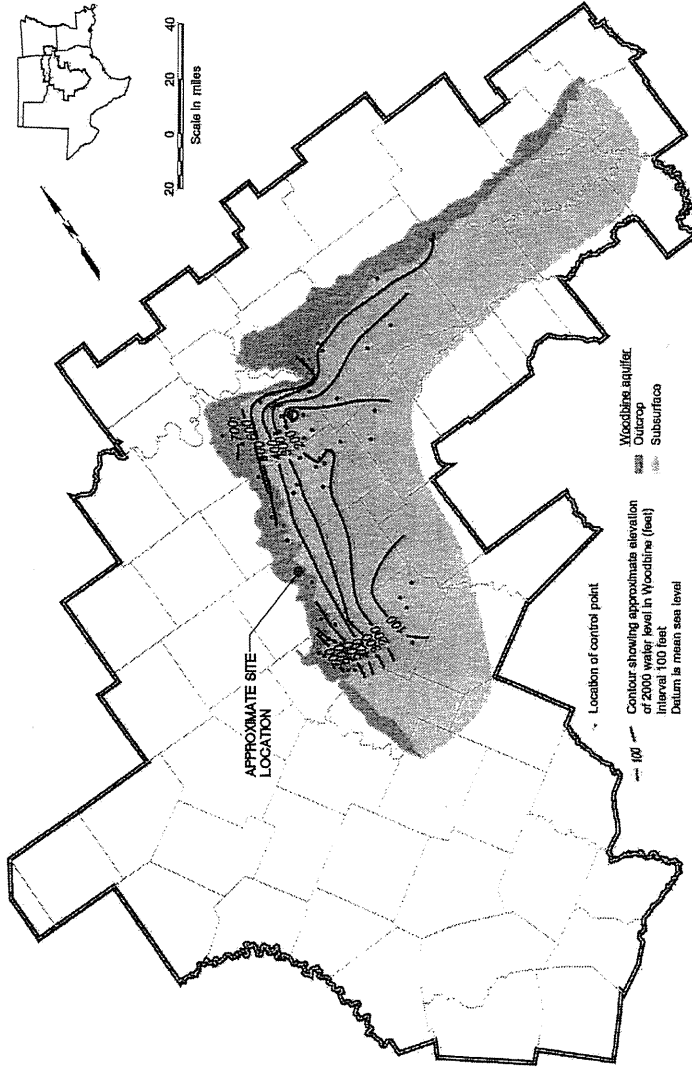 20
0
20
40
Scale in miles
APPROXIMATE SITE
LOCATION
700
600
100
Location of control point
100
Contour showing approximate elevation
of 2000 water level in Woodbine (feet)
Interval 100 feet
Datum is mean sea level
Woodbine aquifer
Outcrop
Subsurface